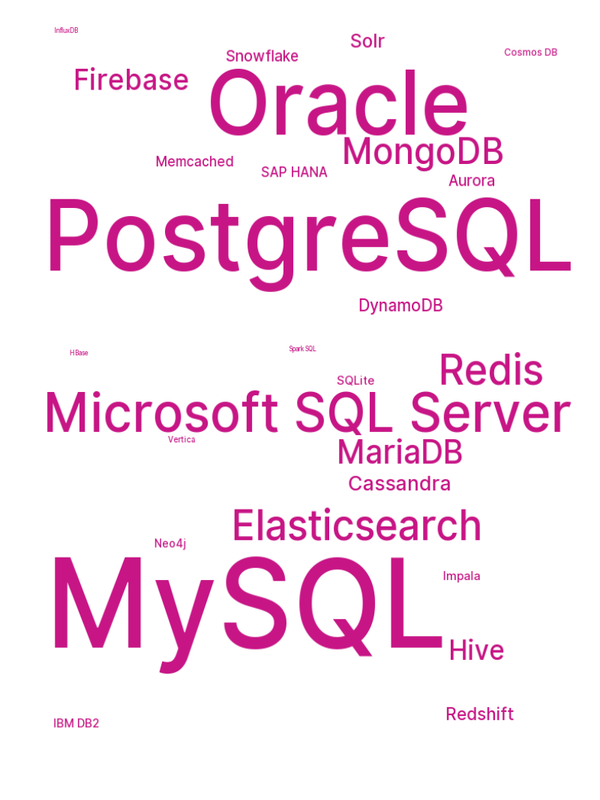 InfluxDB
Solr
Cosmos DB
Snowflake
Firebase
Oracle
MongoDB
Memcached
SAP HANA
Aurora
PostgreSQL
DynamoDB
Spark SQL
HBase
Redis
SQLite
Microsoft SQL Server
Vertica
MariaDB
Cassandra
Elasticsearch
Neo4j
Impala
MySQL
Hive
Redshift
IBM DB2